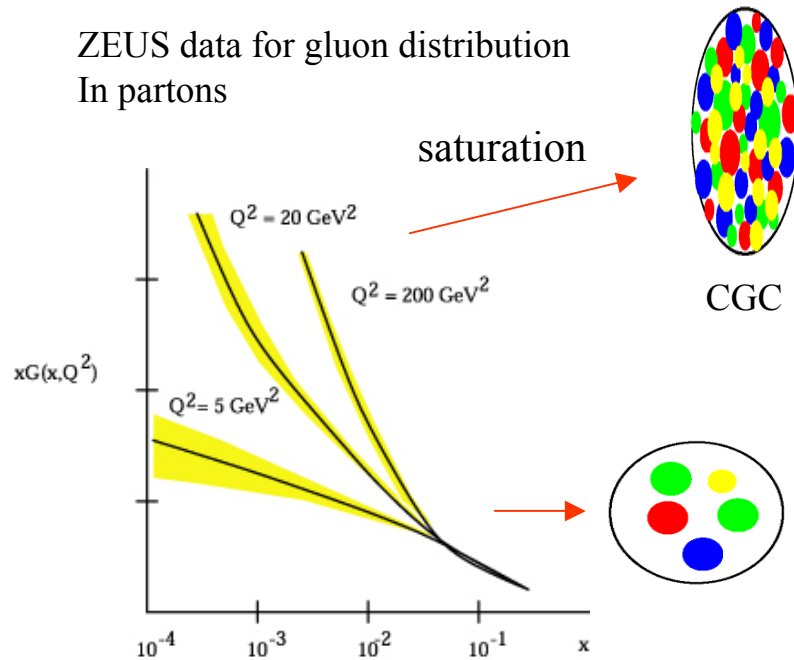 ZEUS data for gluon distribution
In partons
saturation
Q² = 20 GeV²
Q² = 200 GeV²
CGC
xG(x,Q²)
Q²= 5 GeV²
10⁻⁴ 10⁻³ 10⁻² 10⁻¹ x